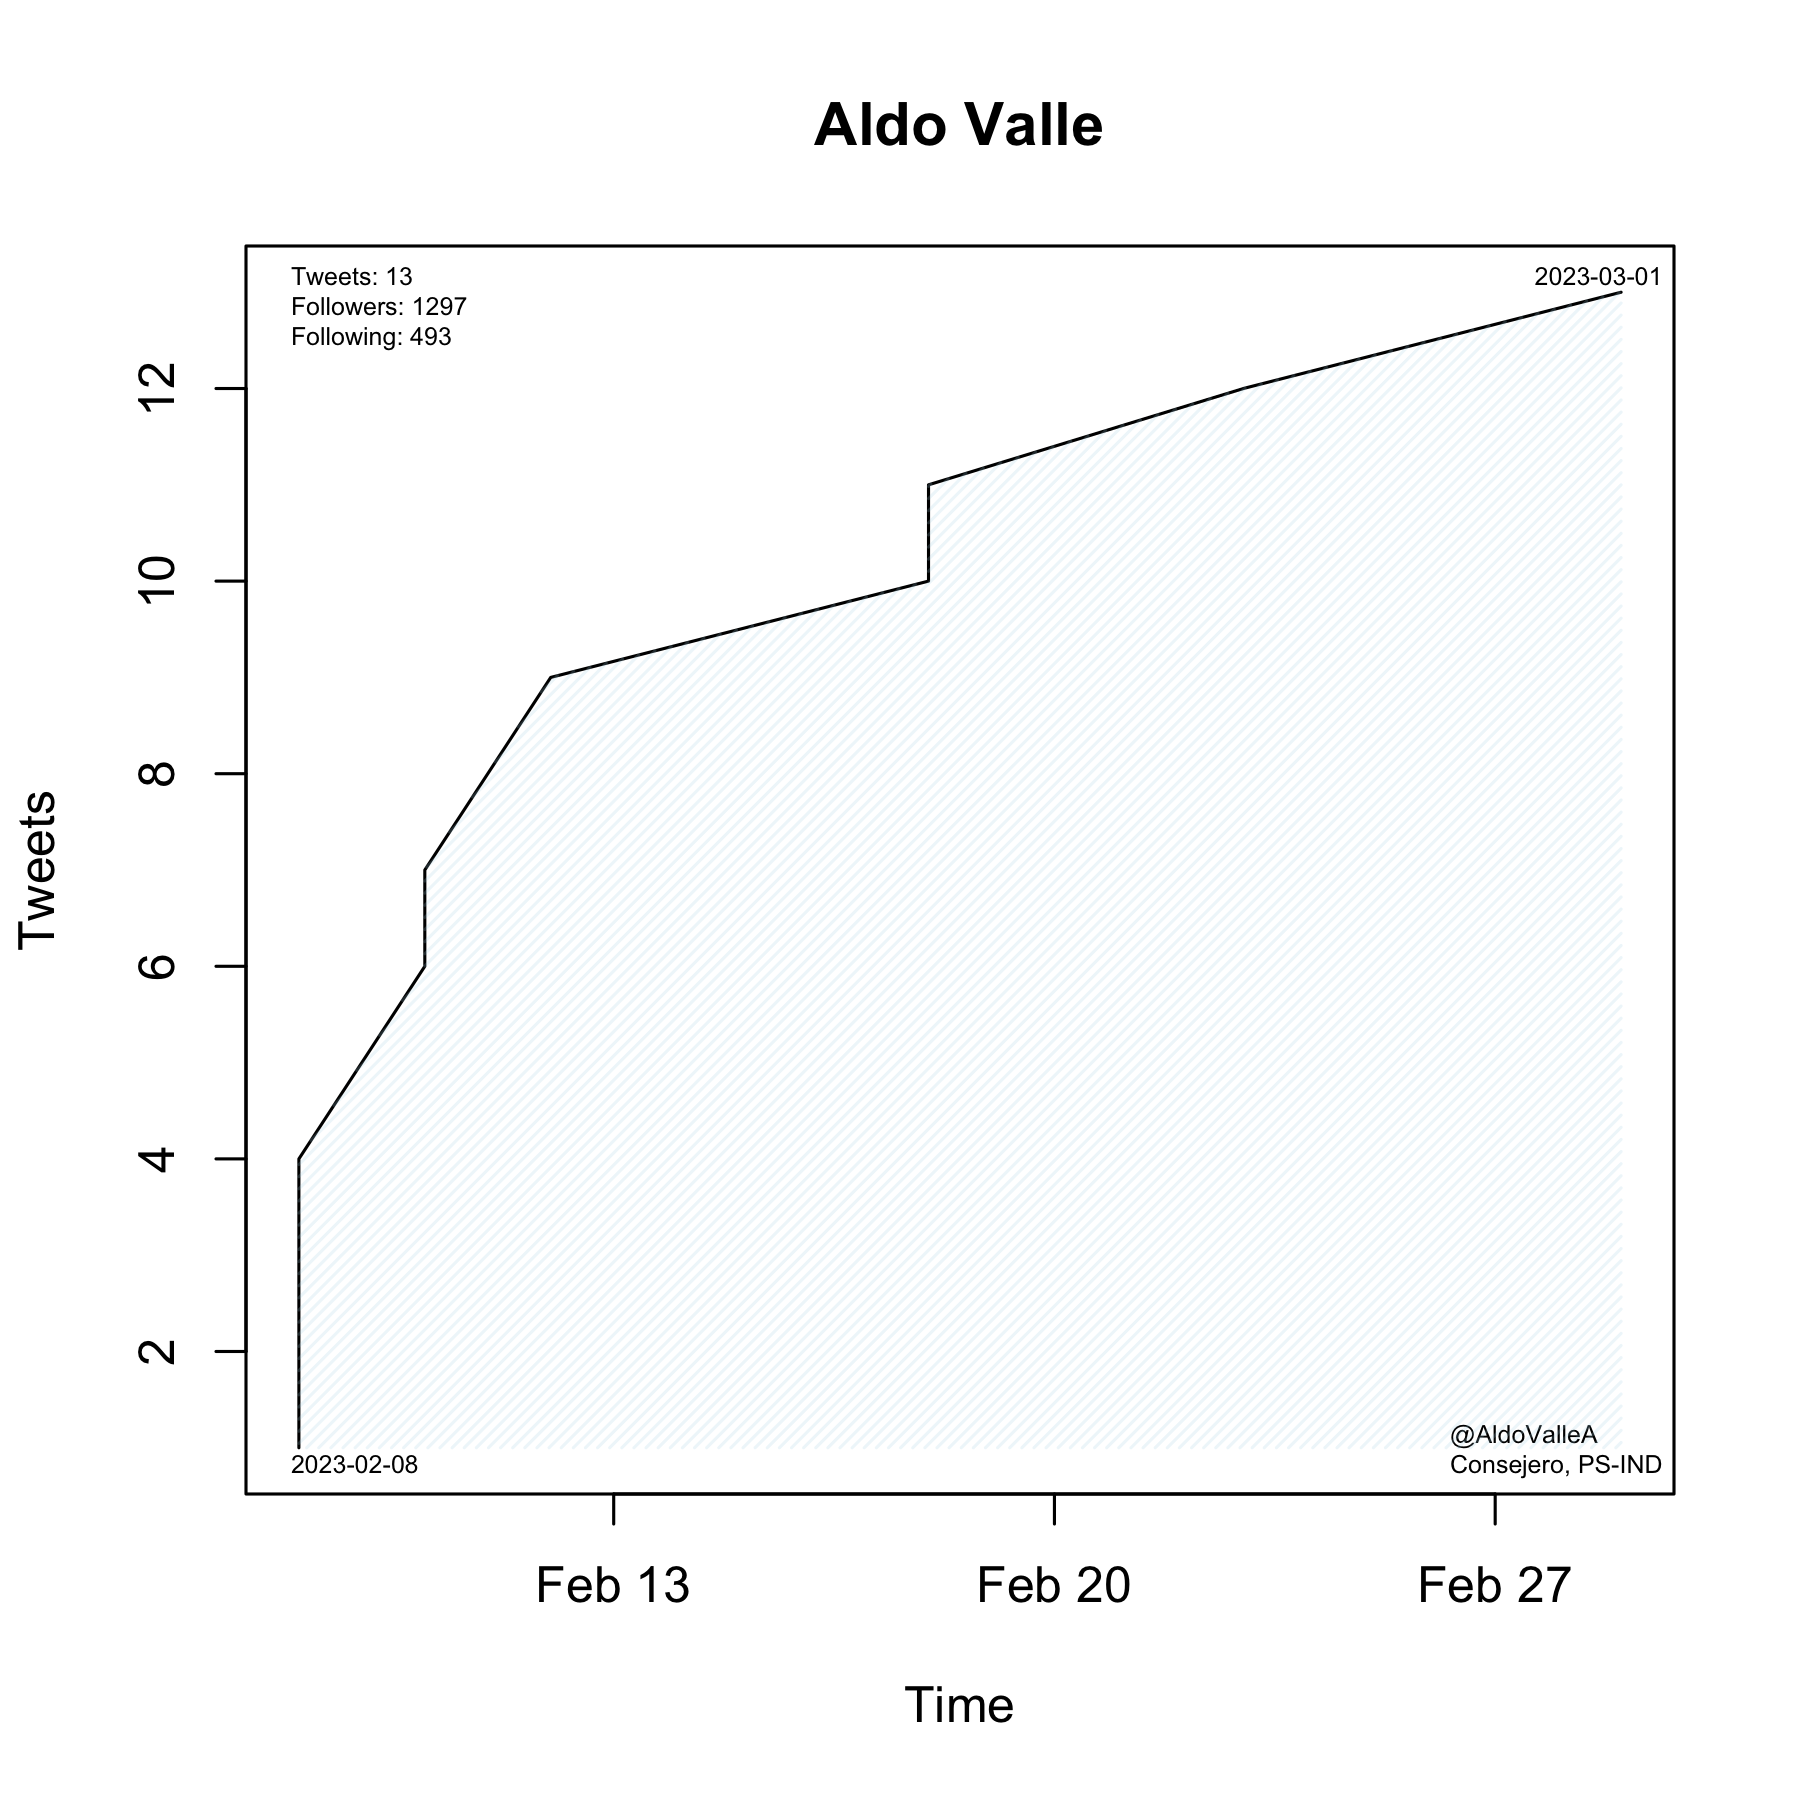 Aldo Valle
Tweets: 13
Followers: 1297
Following: 493
2023-03-01
12
10
8
6
4
2
Tweets
@AldoValleA
Consejero, PS-IND
2023-02-08
Feb 13
Feb 20
Feb 27
Time